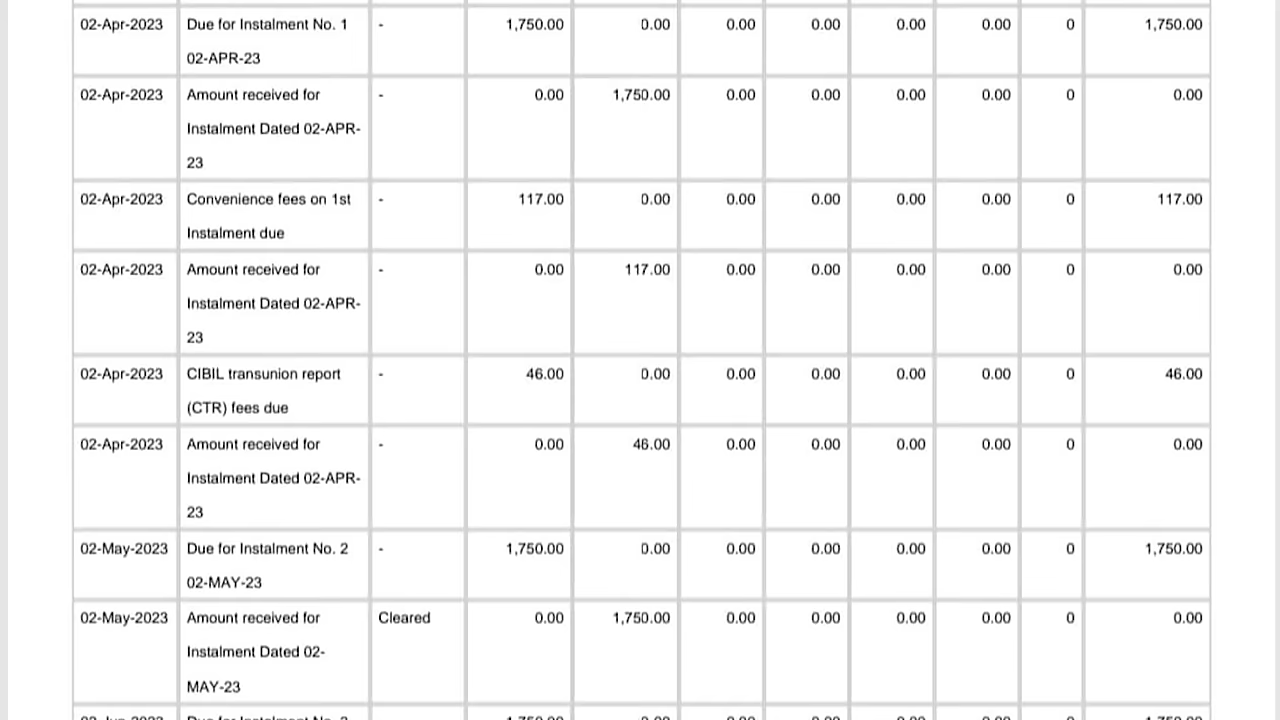 02-Apr-2023 Due for Instalment No. 1 - 1,750.00 0.00 0.00 0.00 0.00 0.00 0 1,750.00
02-APR-23
02-Apr-2023 Amount received for - 0.00 1,750.00 0.00 0.00 0.00 0.00 0 0.00
Instalment Dated 02-APR-
23
02-Apr-2023 Convenience fees on 1st - 117.00 0.00 0.00 0.00 0.00 0.00 0 117.00
Instalment due
02-Apr-2023 Amount received for - 0.00 117.00 0.00 0.00 0.00 0.00 0 0.00
Instalment Dated 02-APR-
23
02-Apr-2023 CIBIL transunion report - 46.00 0.00 0.00 0.00 0.00 0.00 0 46.00
(CTR) fees due
02-Apr-2023 Amount received for - 0.00 46.00 0.00 0.00 0.00 0.00 0 0.00
Instalment Dated 02-APR-
23
02-May-2023 Due for Instalment No. 2 - 1,750.00 0.00 0.00 0.00 0.00 0.00 0 1,750.00
02-MAY-23
02-May-2023 Amount received for Cleared 0.00 1,750.00 0.00 0.00 0.00 0.00 0 0.00
Instalment Dated 02-
MAY-23